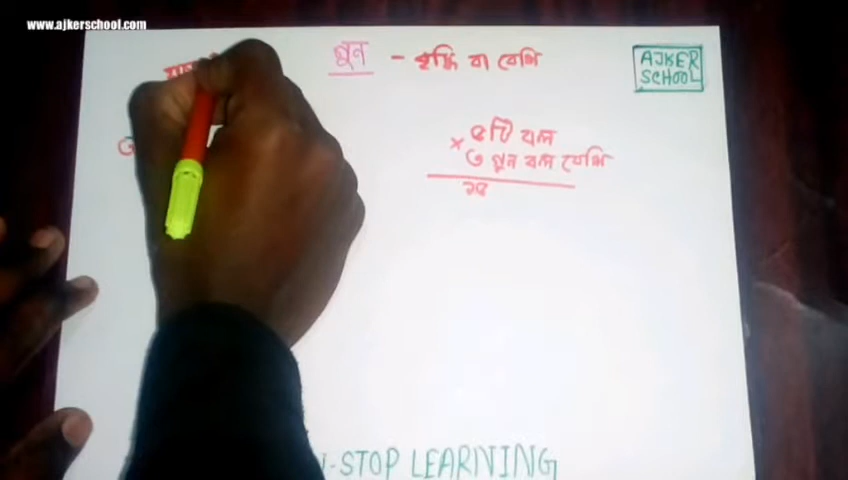 www.ajkerschool.com
গুন - বৃদ্ধি বা বেশি
AJKER
SCHOOL
৫টি বল
× ৩ গুন বল বেশি
১৫
-STOP LEARNING